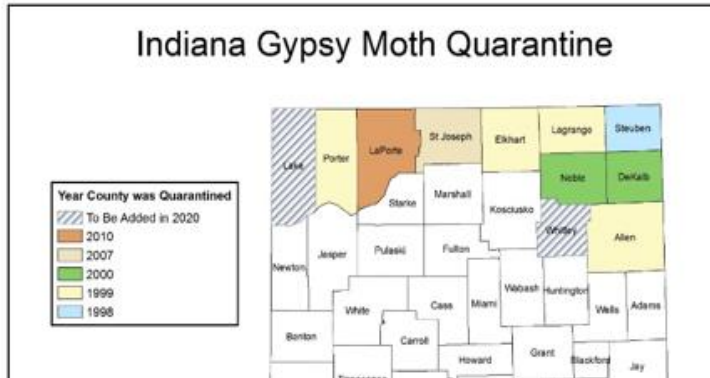 Indiana Gypsy Moth Quarantine
Lake
Porter
LaPorte
St Joseph
Elkhart
Lagrange
Steuben
Noble
DeKalb
Year County was Quarantined
To Be Added in 2020
2010
2007
2000
1999
1998
Starke
Marshall
Kosciusko
Whitley
Allen
Newton
Jasper
Pulaski
Fulton
Wabash
Huntington
White
Cass
Miami
Wells
Adams
Benton
Carroll
Howard
Grant
Blackford
Jay